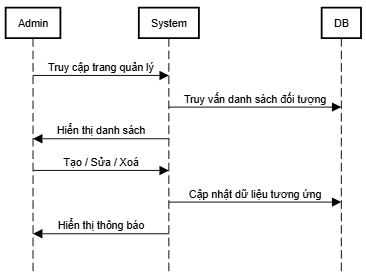 Admin
System
DB
Truy cập trang quản lý
Truy vấn danh sách đối tượng
Hiển thị danh sách
Tạo / Sửa / Xoá
Cập nhật dữ liệu tương ứng
Hiển thị thông báo